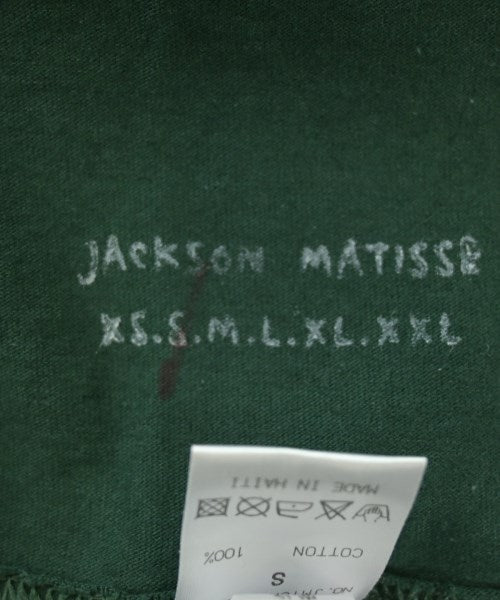 JACKSON MATISSE
XS.S.M.L.XL.XXL
S
COTTON 100%
MADE IN HAITI